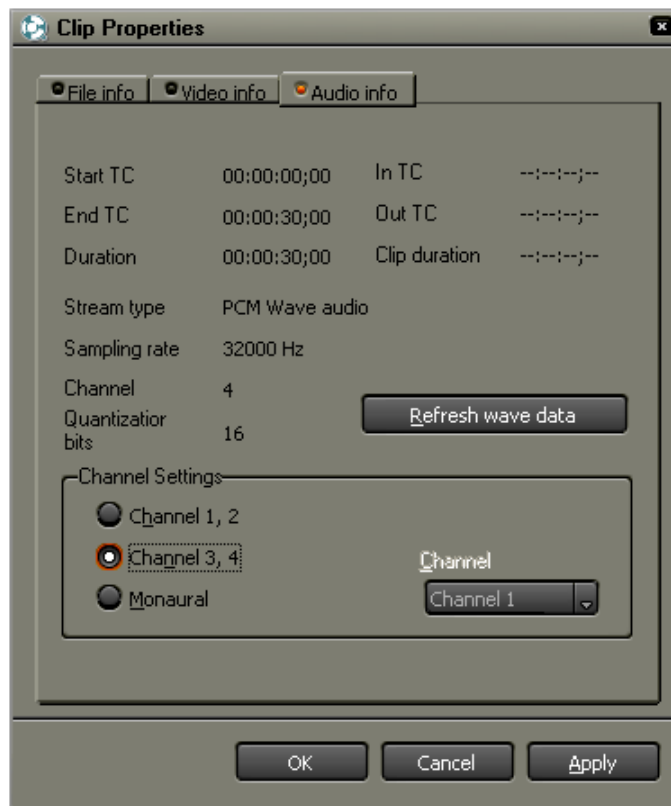 Clip Properties
File info Video info Audio info
Start TC 00:00:00;00 In TC --:--:--;--
End TC 00:00:30;00 Out TC --:--:--;--
Duration 00:00:30;00 Clip duration --:--:--;--
Stream type PCM Wave audio
Sampling rate 32000 Hz
Channel 4
Refresh wave data
Quantizatior
bits 16
Channel Settings
Channel 1, 2
Channel 3, 4
Channel
Monaural
Channel 1
OK Cancel Apply